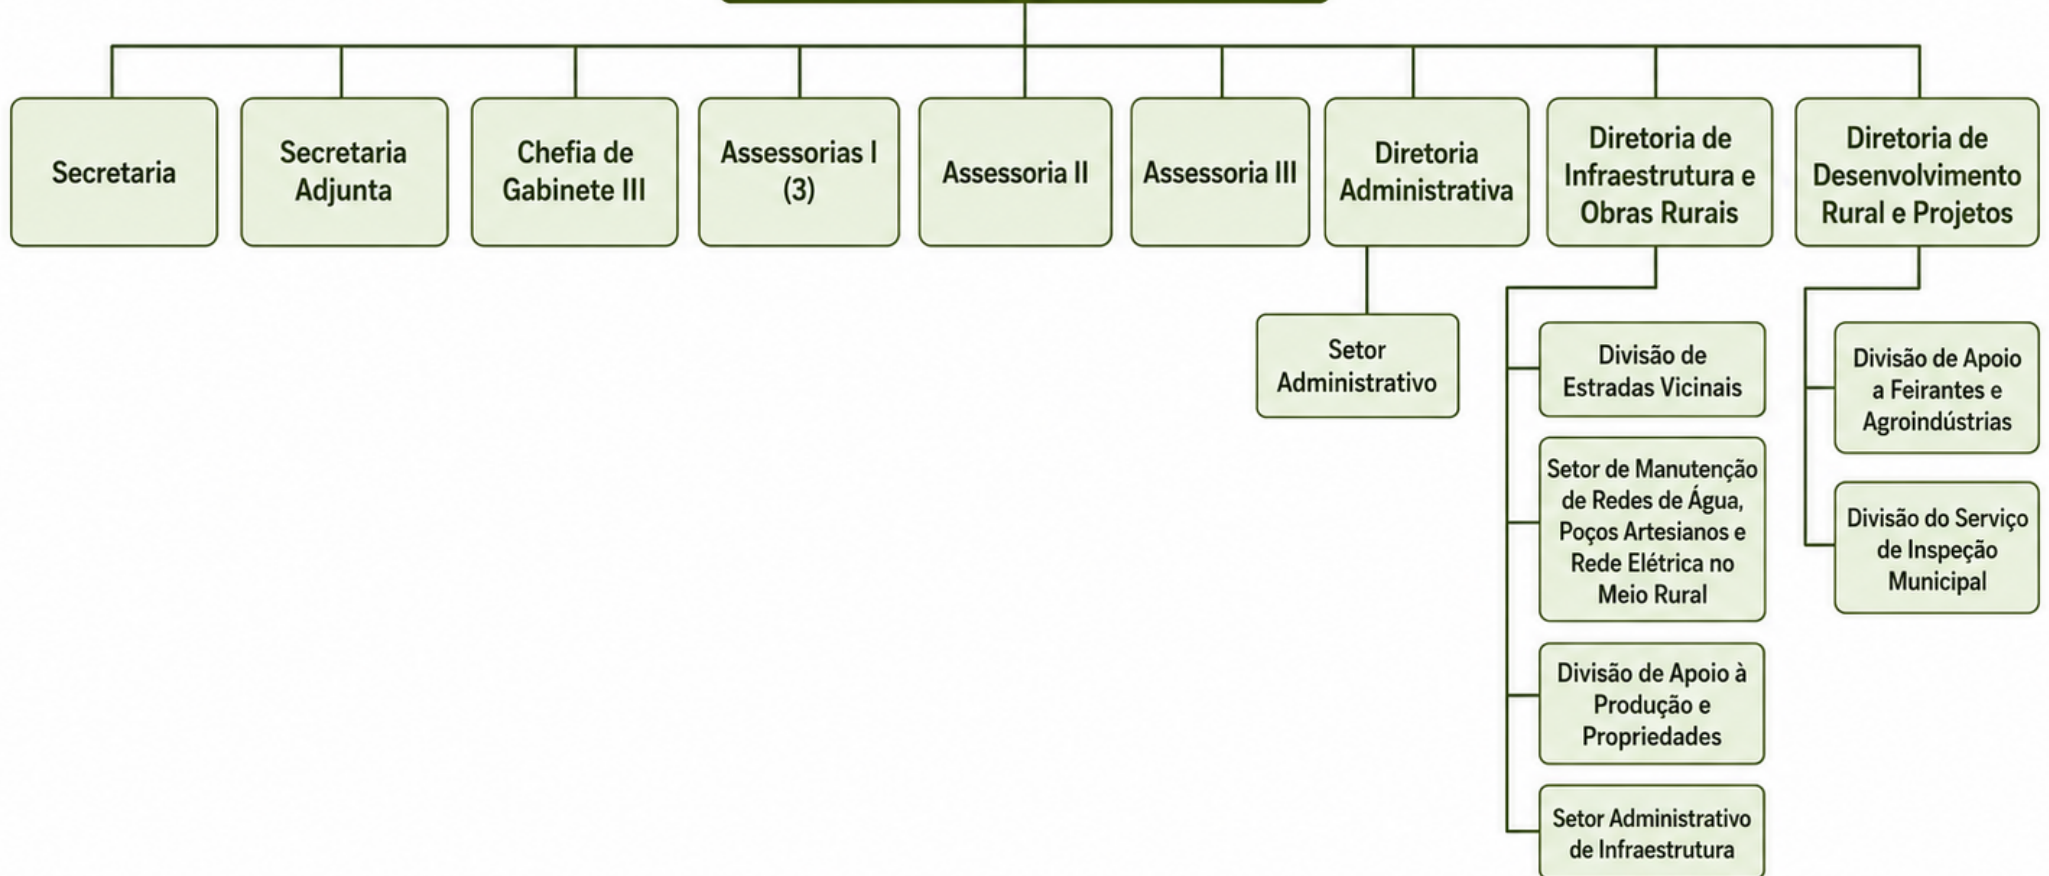 Secretaria
Secretaria
Adjunta
Chefia de
Gabinete III
Assessorias I
(3)
Assessoria II
Assessoria III
Diretoria
Administrativa
Diretoria de
Infraestrutura e
Obras Rurais
Diretoria de
Desenvolvimento
Rural e Projetos
Setor
Administrativo
Divisão de
Estradas Vicinais
Setor de Manutenção
de Redes de Água,
Poços Artesianos e
Rede Elétrica no
Meio Rural
Divisão de Apoio à
Produção e
Propriedades
Setor Administrativo
de Infraestrutura
Divisão de Apoio
a Feirantes e
Agroindústrias
Divisão do Serviço
de Inspeção
Municipal